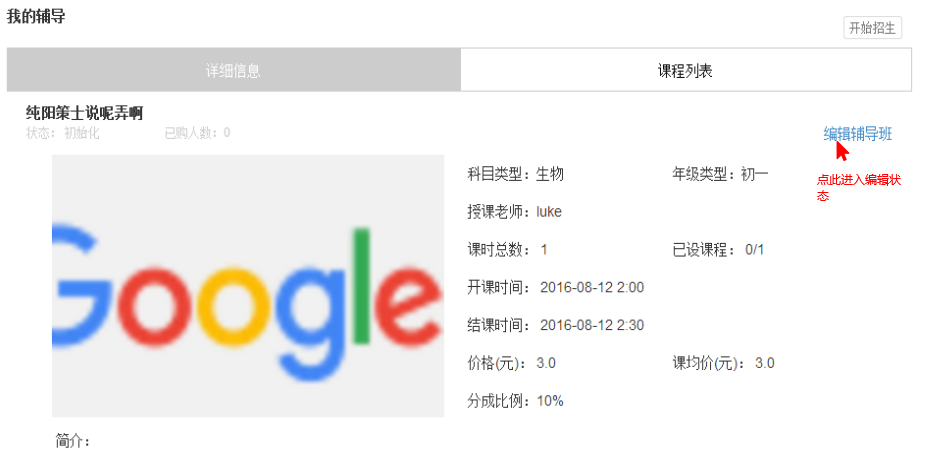 我的辅导
开始招生
详细信息 课程列表
纯阳策士说呢弄啊
状态：初始化 已购人数：0
编辑辅导班
点此进入编辑状
态
Google
科目类型：生物 年级类型：初一
授课老师：luke
课时总数： 1 已设课程： 0/1
开课时间： 2016-08-12 2:00
结课时间： 2016-08-12 2:30
价格(元)： 3.0 课均价(元)： 3.0
分成比例：10%
简介：